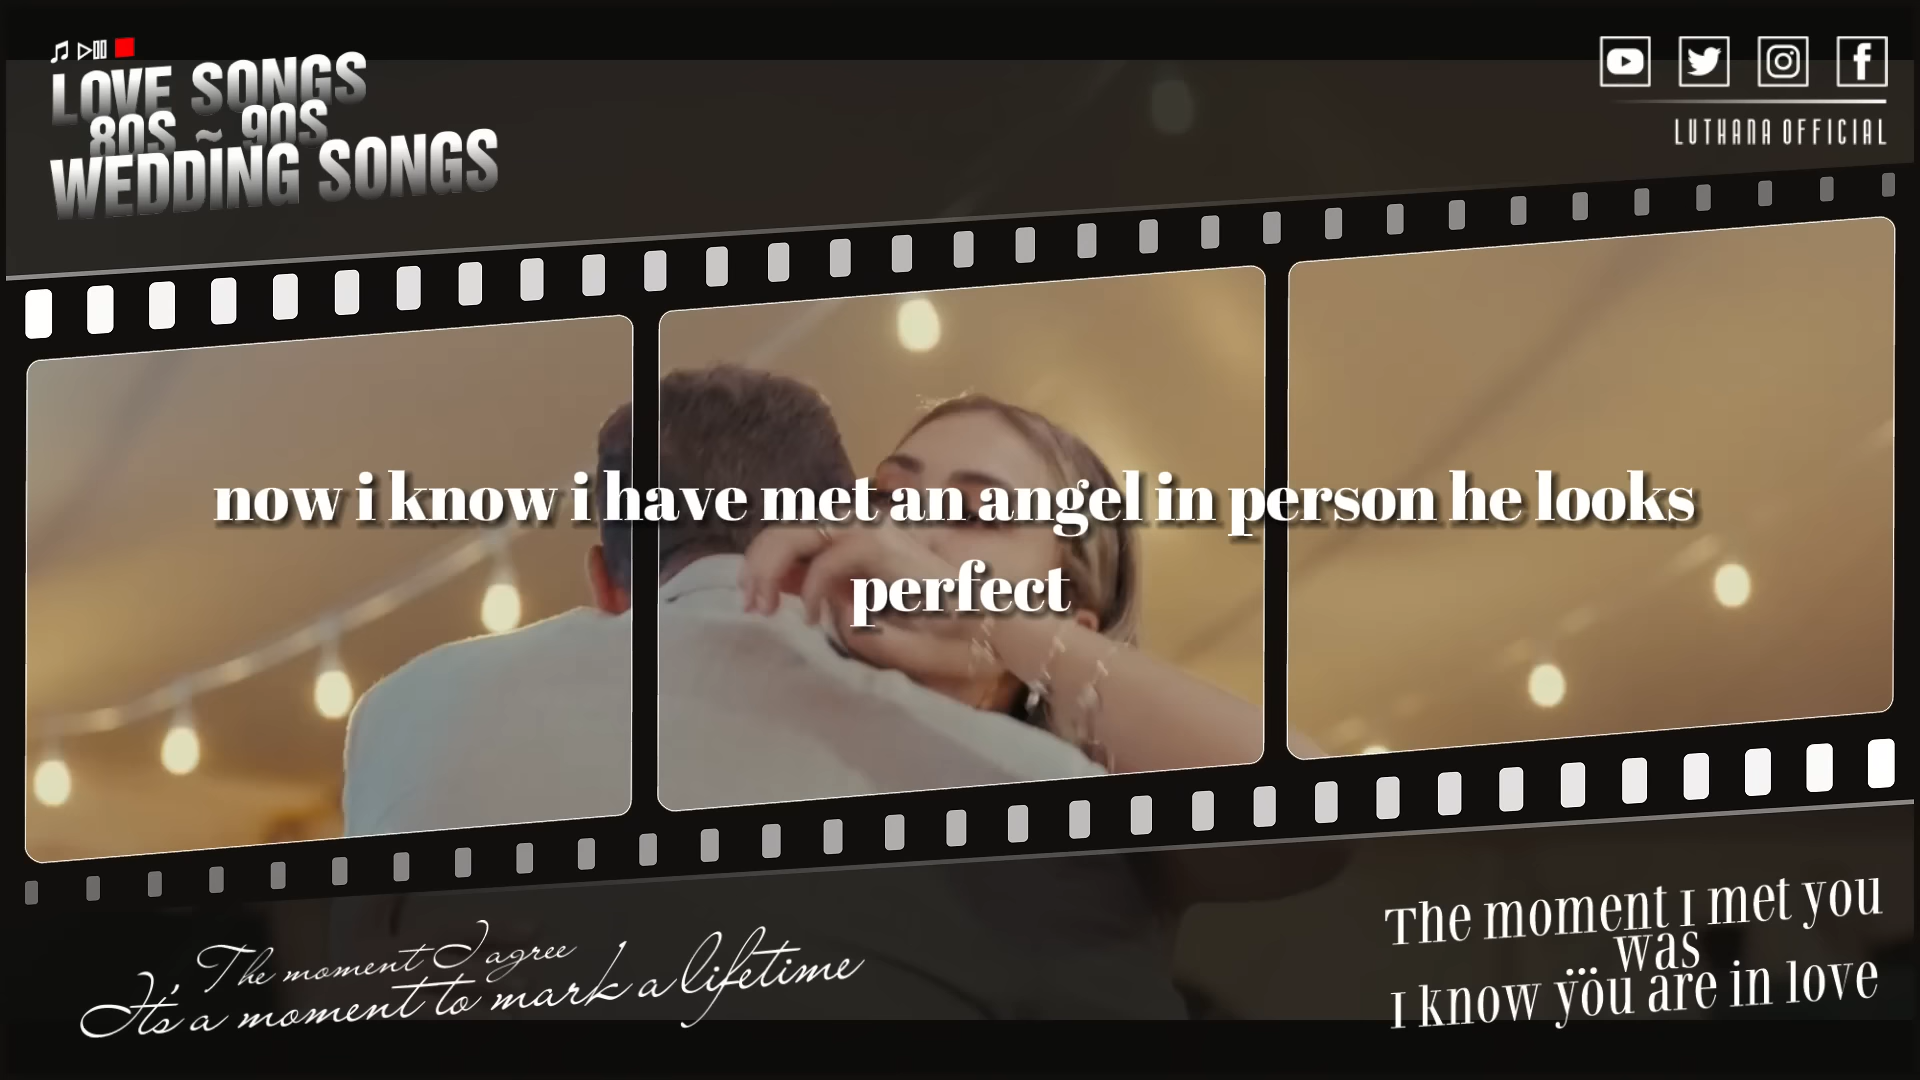 LOVE SONGS
80S ~ 90S
WEDDING SONGS
LUTHANA OFFICIAL
now i know i have met an angel in person he looks
perfect
The moment I agree
It's a moment to mark a lifetime
The moment I met you
was
I know you are in love